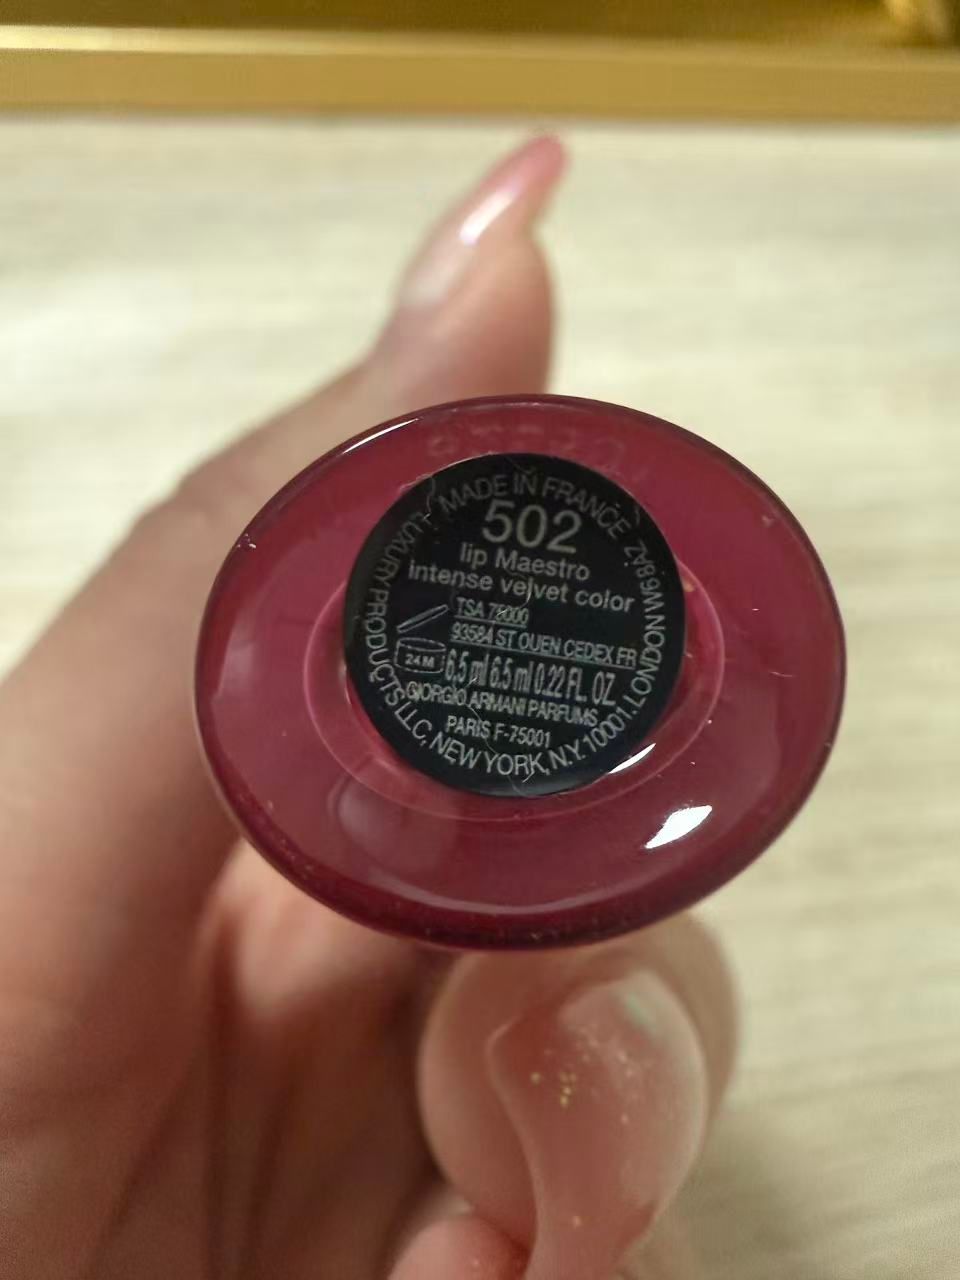 MADE IN FRANCE
502
lip Maestro
intense velvet color
TSA 75000
93584 ST OUEN CEDEX FR
24M
6.5 ml 6.5 ml 0.22 FL. OZ.
GIORGIO ARMANI PARFUMS
PARIS F-75001
LUXURY PRODUCTS LLC, NEW YORK, N.Y. 10001, LONDON W6 8AZ